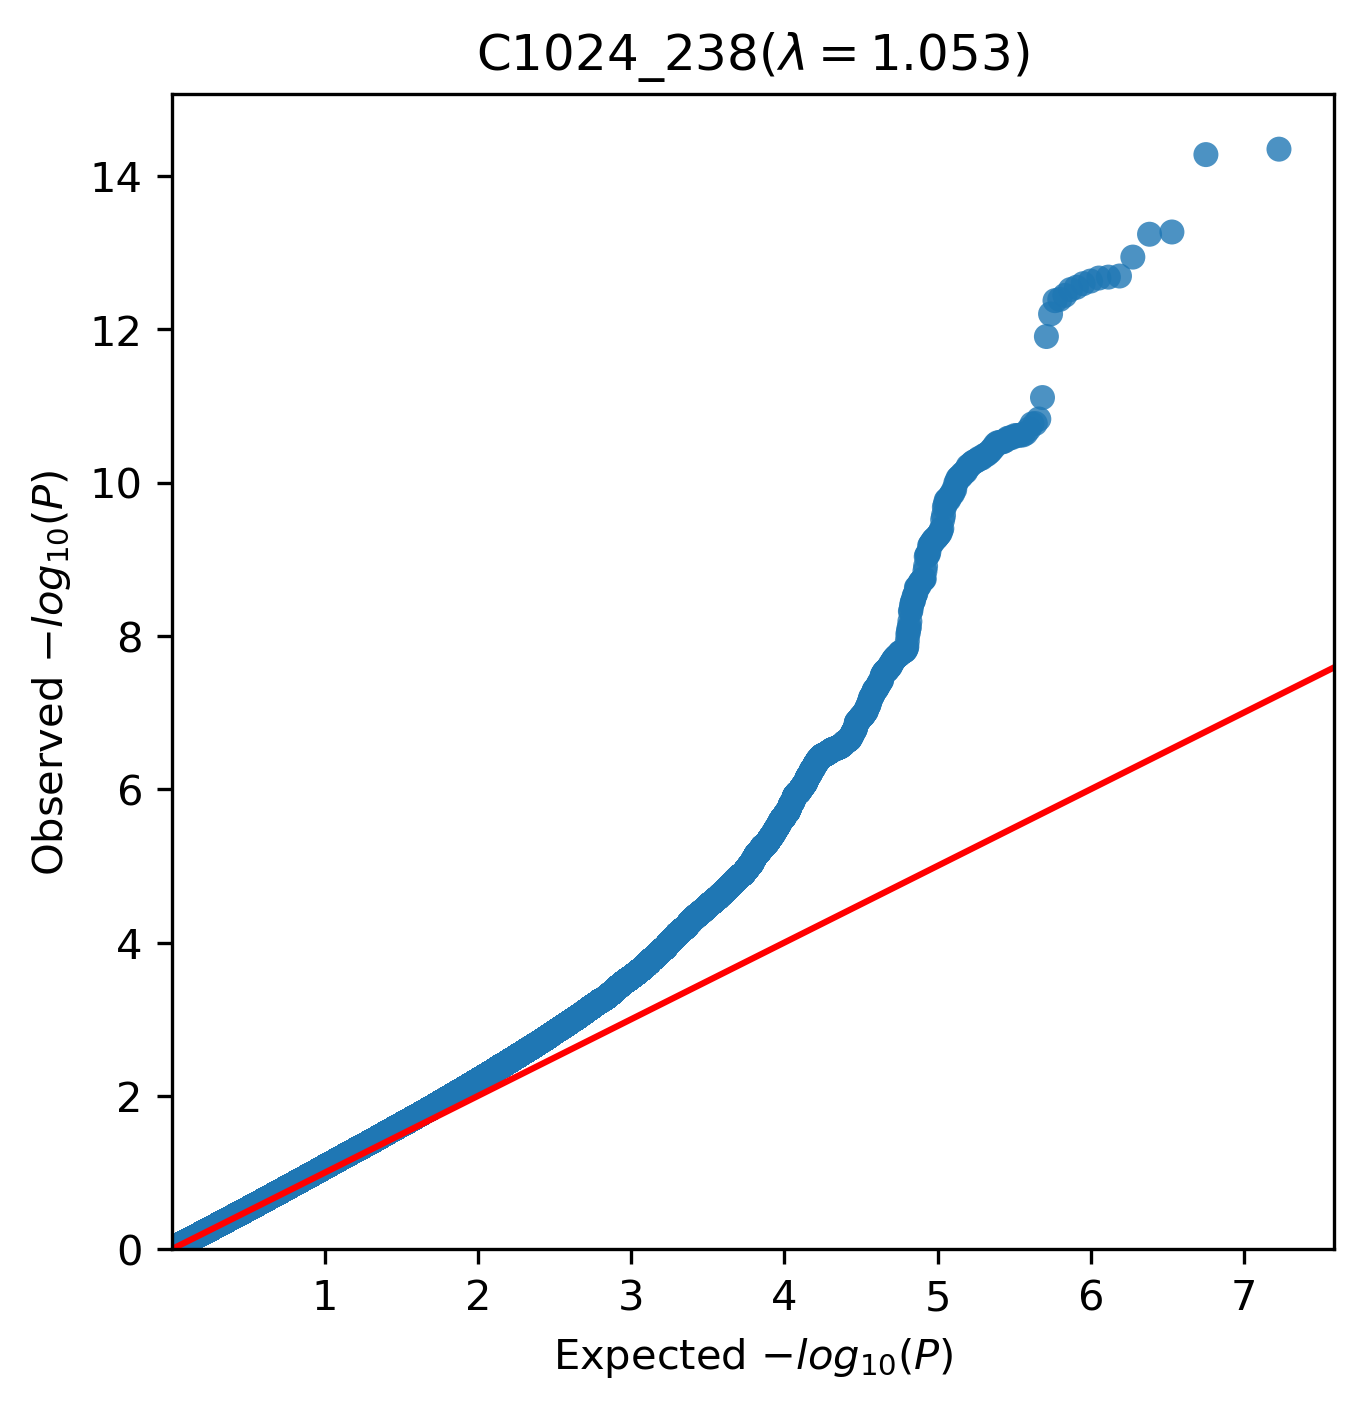 C1024_238(λ = 1.053)
14
12
10
8
6
4
2
0
Observed −log₁₀(P)
1 2 3 4 5 6 7
Expected −log₁₀(P)